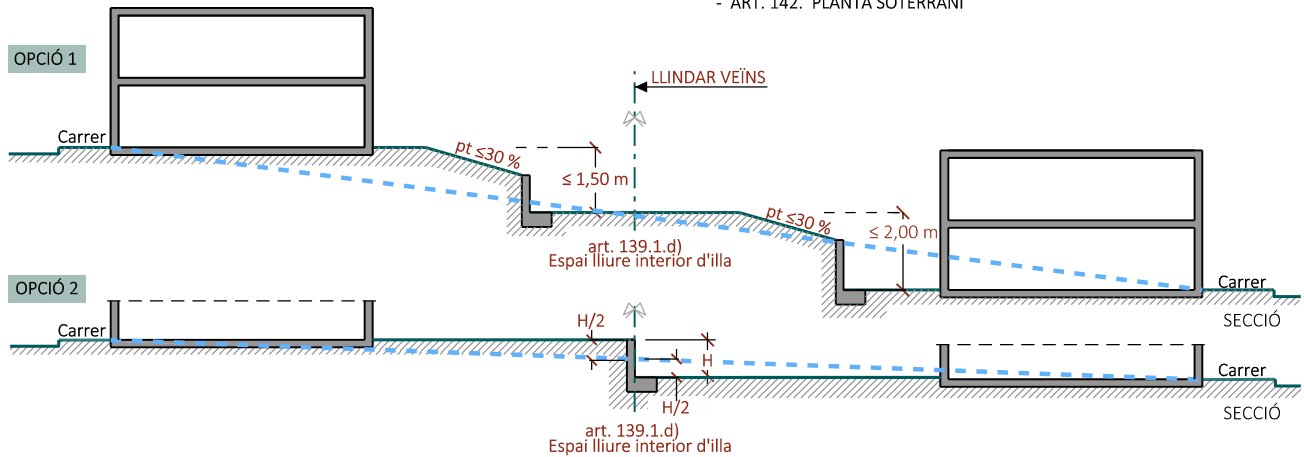 - ART. 142. PLANTA SOTERRANI
OPCIÓ 1
LLINDAR VEÏNS
Carrer
pt ≤30 %
≤ 1,50 m
pt ≤30 %
≤ 2,00 m
art. 139.1.d)
Espai lliure interior d'illa
Carrer
SECCIÓ
OPCIÓ 2
Carrer
H/2
H
H/2
Carrer
SECCIÓ
art. 139.1.d)
Espai lliure interior d'illa